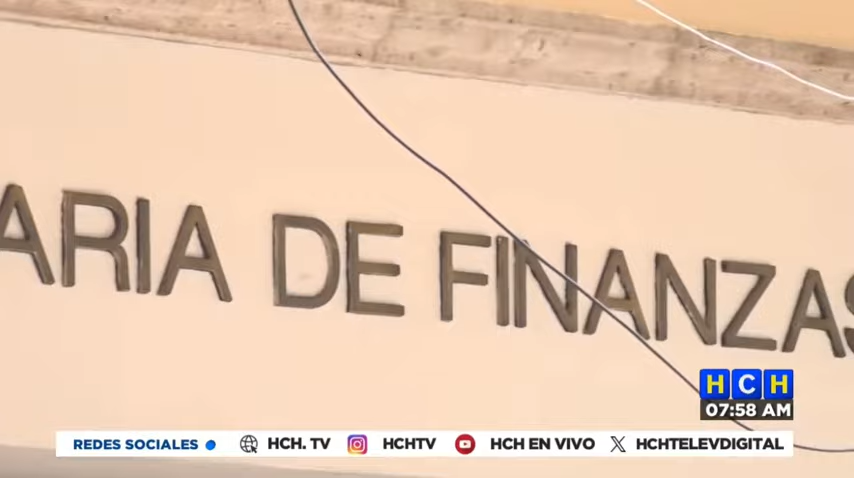 ARIA DE FINANZAS
HCH
07:58 AM
REDES SOCIALES HCH. TV HCHTV HCH EN VIVO HCHTELEVDIGITAL